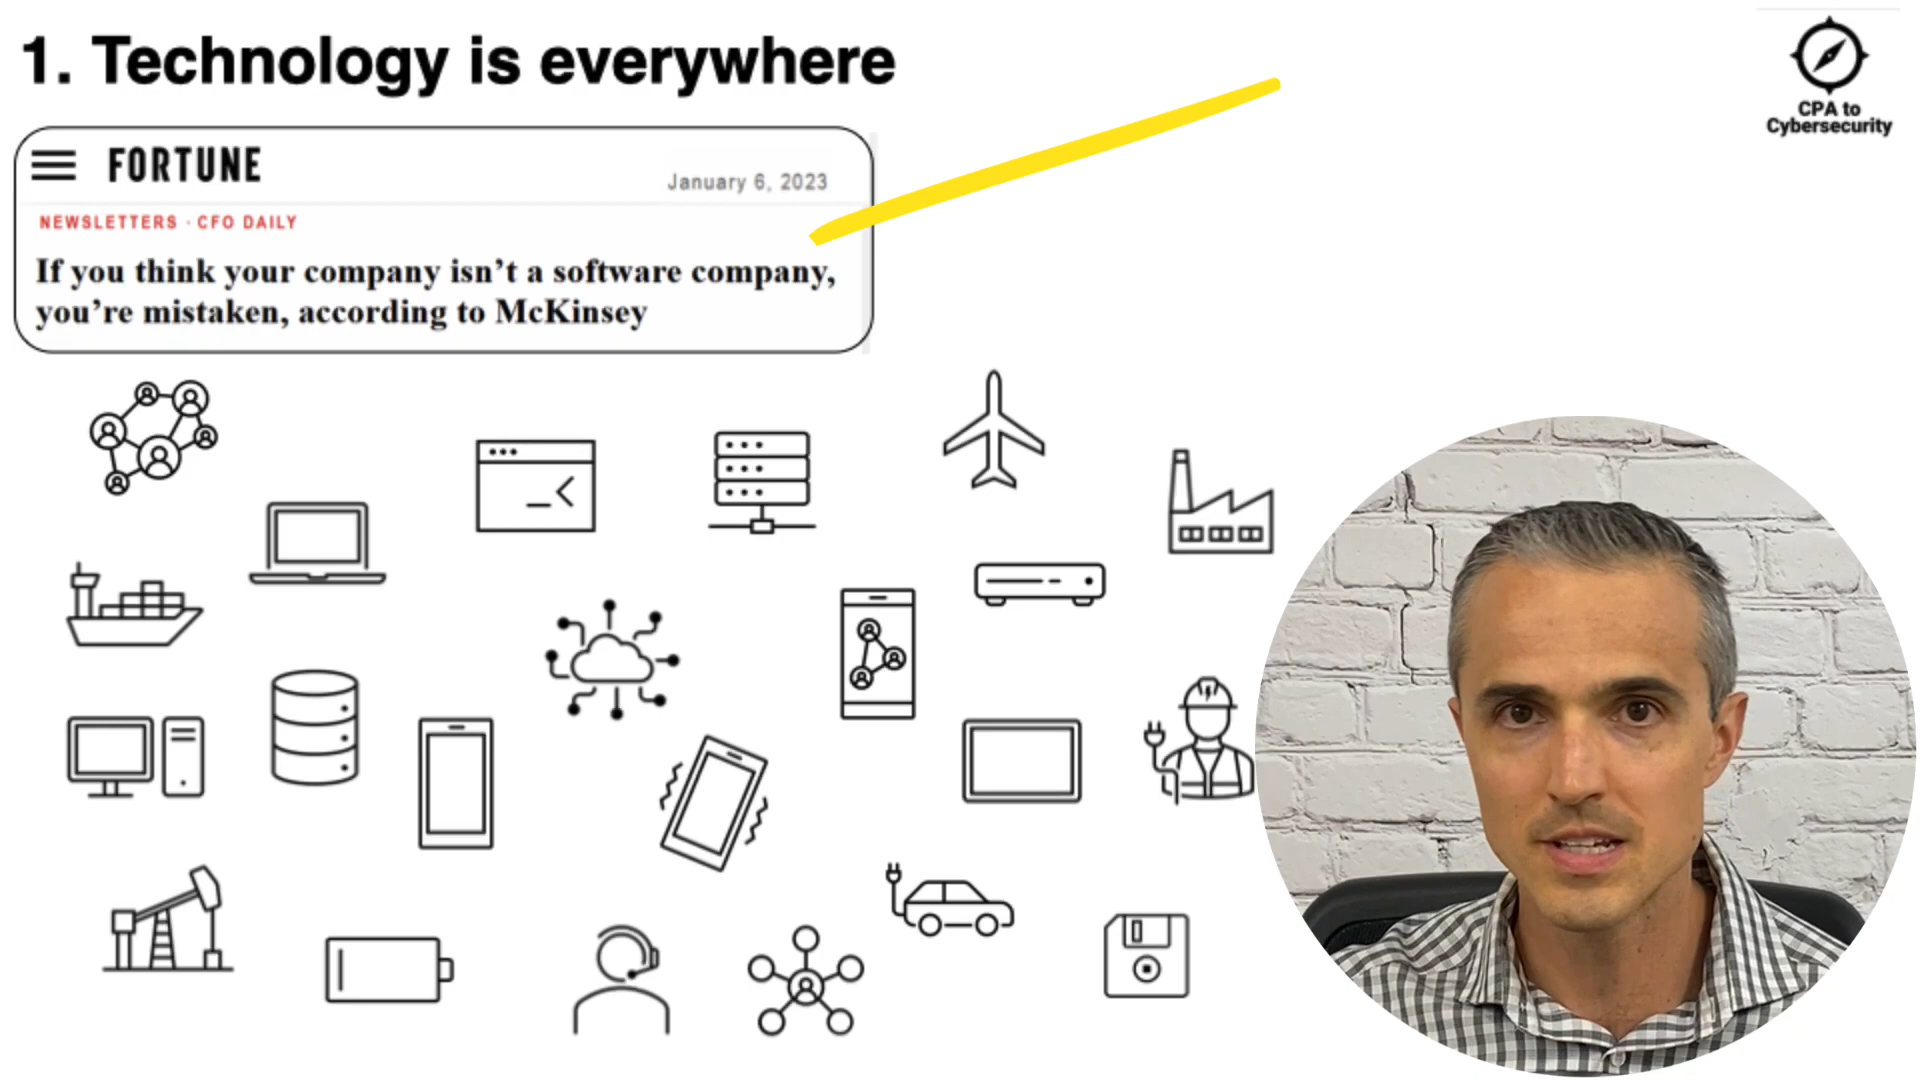 1. Technology is everywhere
CPA to
Cybersecurity
FORTUNE
January 6, 2023
NEWSLETTERS · CFO DAILY
If you think your company isn’t a software company,
you’re mistaken, according to McKinsey